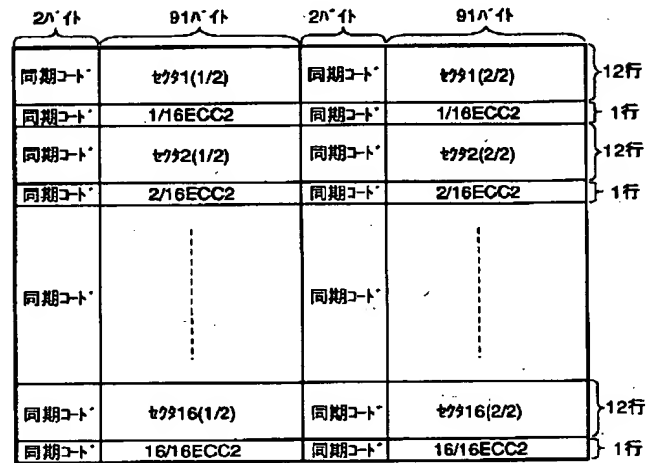 2バイト 91バイト 2バイト 91バイト
同期コード セクタ1(1/2) 同期コード セクタ1(2/2) 12行
同期コード 1/16ECC2 同期コード 1/16ECC2 1行
同期コード セクタ2(1/2) 同期コード セクタ2(2/2) 12行
同期コード 2/16ECC2 同期コード 2/16ECC2 1行
同期コード 同期コード
同期コード セクタ16(1/2) 同期コード セクタ16(2/2) 12行
同期コード 16/16ECC2 同期コード 16/16ECC2 1行